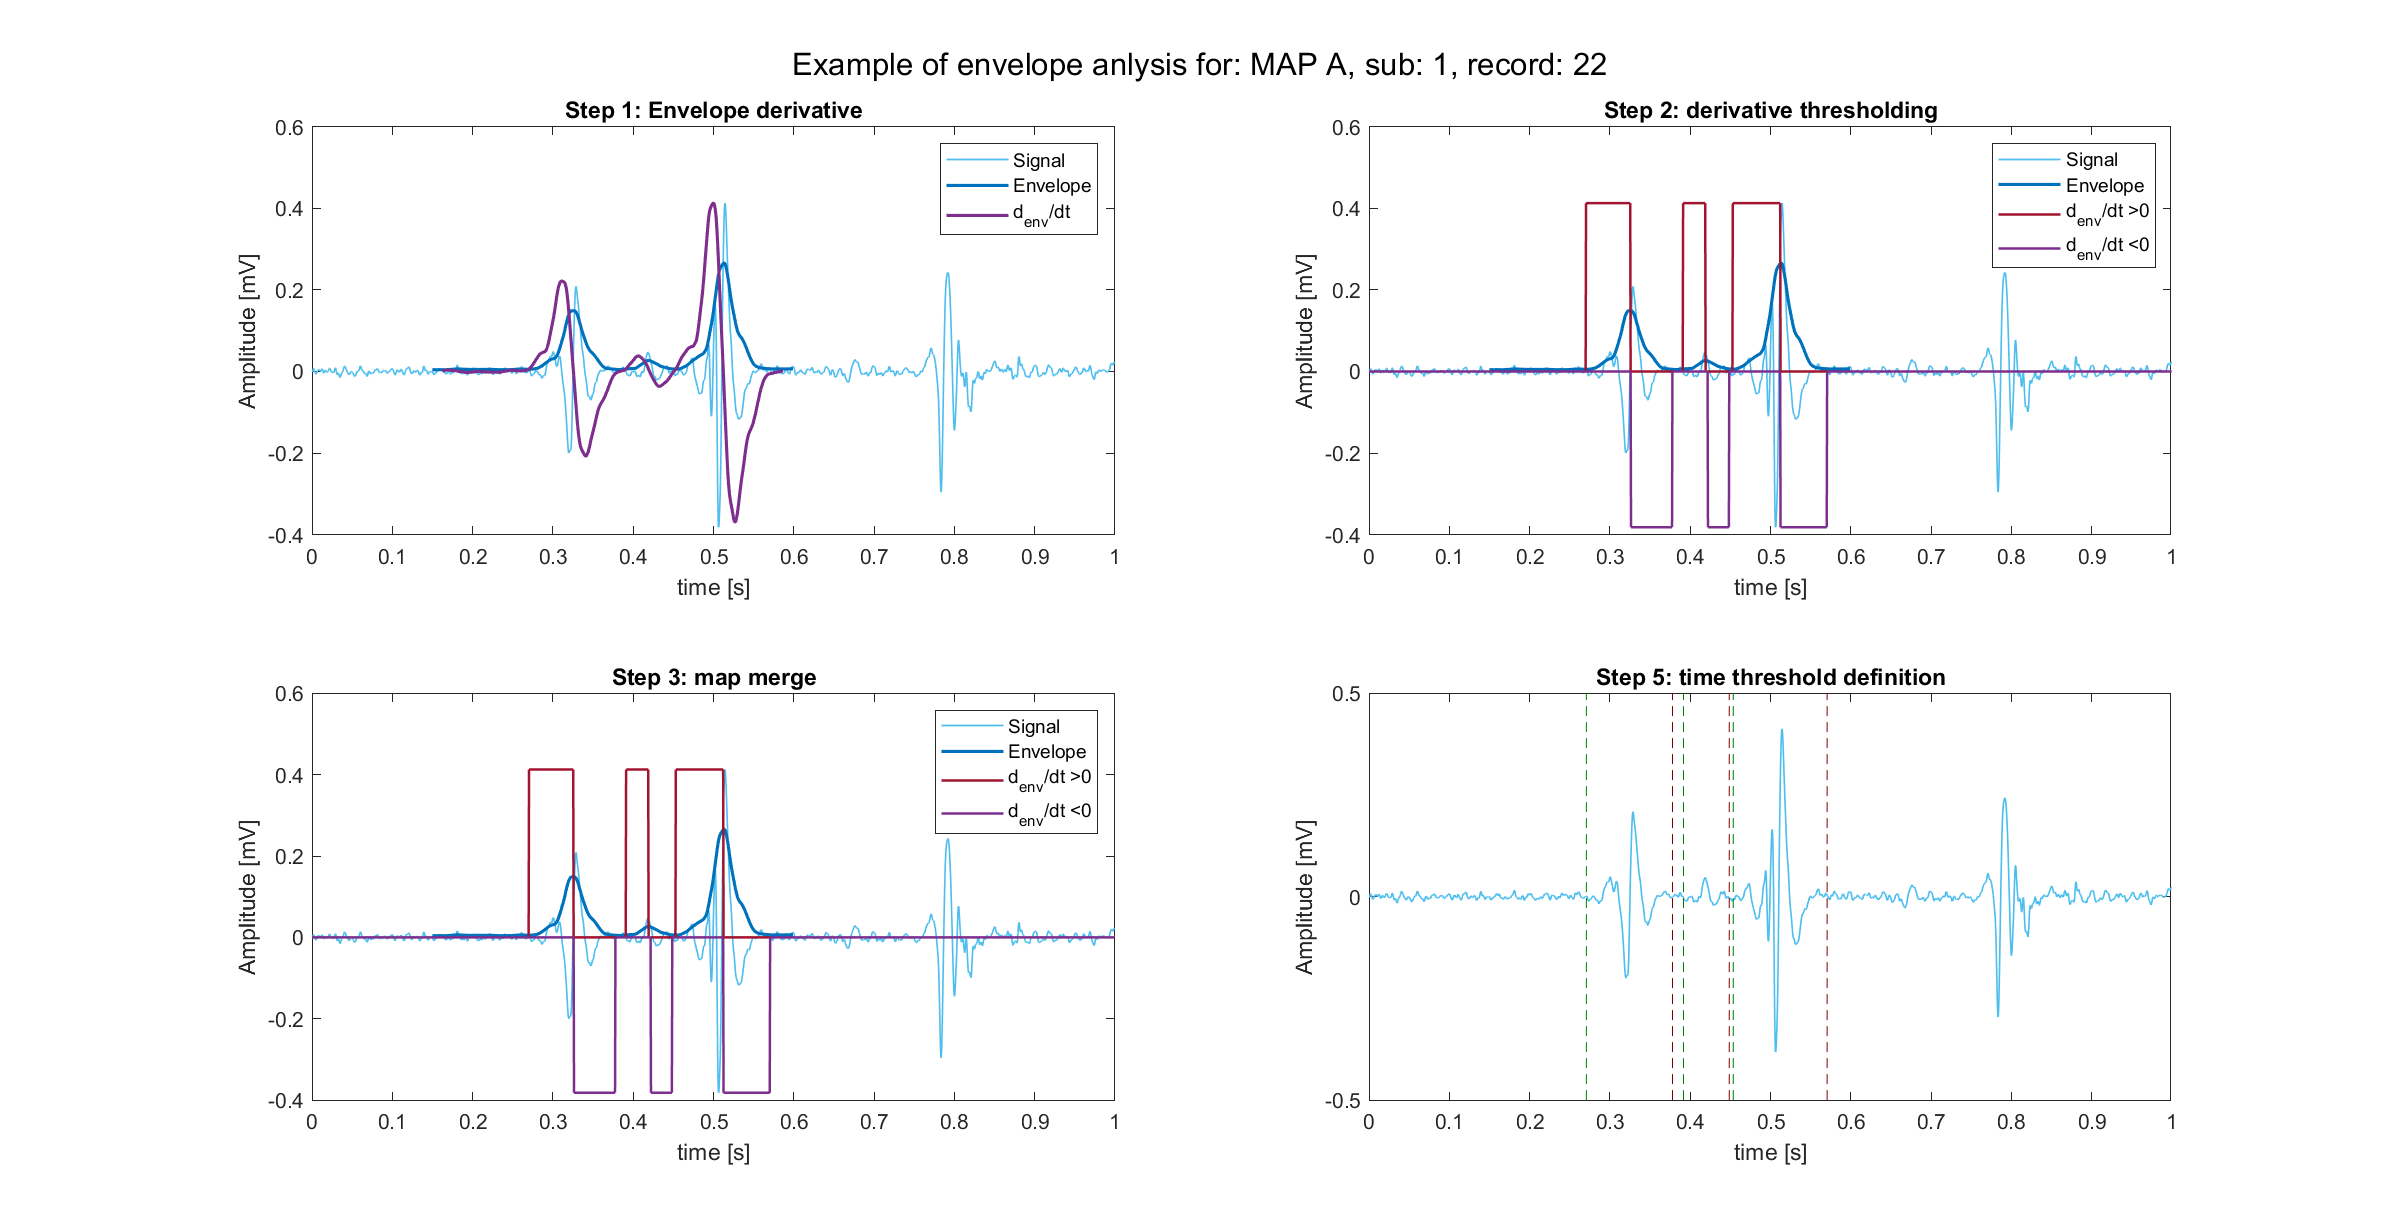 Example of envelope anlysis for: MAP A, sub: 1, record: 22
Step 1: Envelope derivative
0.6
0.4
0.2
0
-0.2
-0.4
Amplitude [mV]
0 0.1 0.2 0.3 0.4 0.5 0.6 0.7 0.8 0.9 1
time [s]
Signal
Envelope
d_env/dt
Step 2: derivative thresholding
0.6
0.4
0.2
0
-0.2
-0.4
Amplitude [mV]
0 0.1 0.2 0.3 0.4 0.5 0.6 0.7 0.8 0.9 1
time [s]
Signal
Envelope
d_env/dt >0
d_env/dt <0
Step 3: map merge
0.6
0.4
0.2
0
-0.2
-0.4
Amplitude [mV]
0 0.1 0.2 0.3 0.4 0.5 0.6 0.7 0.8 0.9 1
time [s]
Signal
Envelope
d_env/dt >0
d_env/dt <0
Step 5: time threshold definition
0.5
0
-0.5
Amplitude [mV]
0 0.1 0.2 0.3 0.4 0.5 0.6 0.7 0.8 0.9 1
time [s]